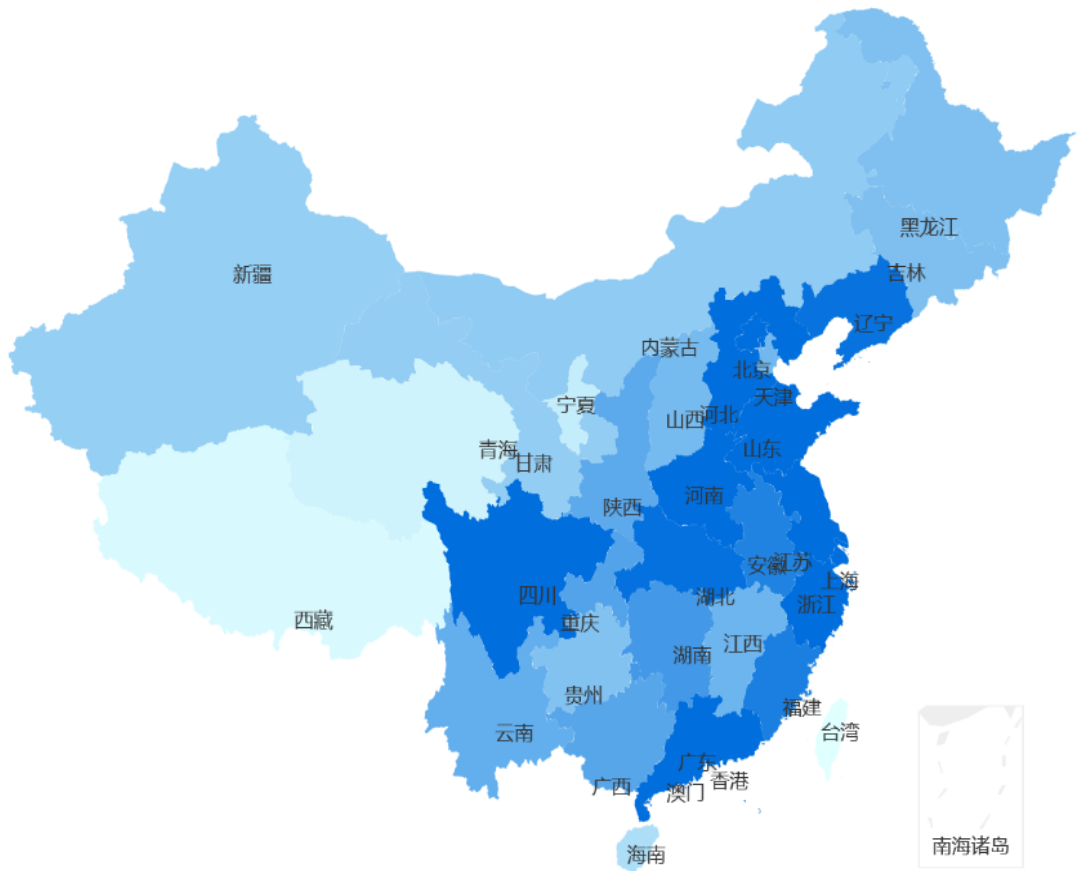 黑龙江
吉林
新疆
辽宁
内蒙古
北京
天津
宁夏
河北
山西
山东
青海
甘肃
河南
陕西
安徽
江苏
上海
四川
湖北
浙江
西藏
重庆
江西
湖南
贵州
福建
云南
台湾
广东
香港
广西
澳门
南海诸岛
海南